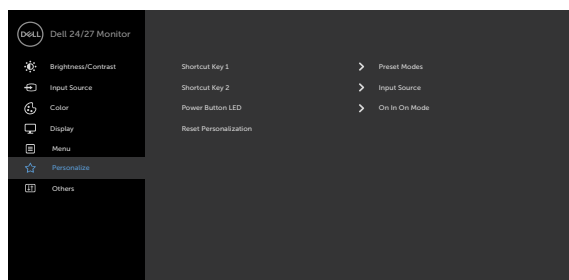 DELL Dell 24/27 Monitor
Brightness/Contrast
Input Source
Color
Display
Menu
Personalize
Others
Shortcut Key 1 Preset Modes
Shortcut Key 2 Input Source
Power Button LED On In On Mode
Reset Personalization